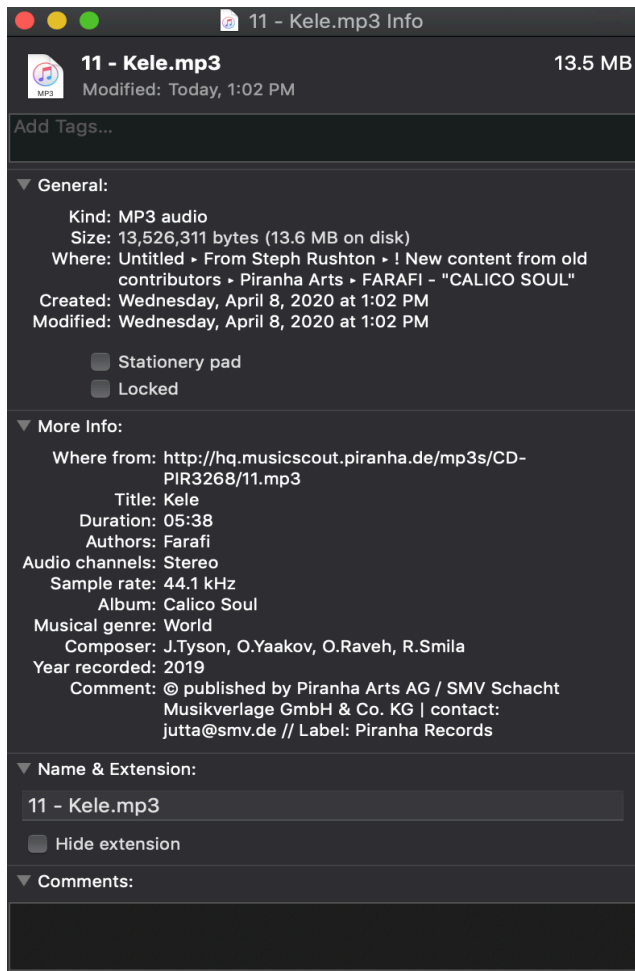 11 - Kele.mp3 Info
11 - Kele.mp3 13.5 MB
MP3
Modified: Today, 1:02 PM
Add Tags...
General:
Kind: MP3 audio
Size: 13,526,311 bytes (13.6 MB on disk)
Where: Untitled ▸ From Steph Rushton ▸ ! New content from old
contributors ▸ Piranha Arts ▸ FARAFI - "CALICO SOUL"
Created: Wednesday, April 8, 2020 at 1:02 PM
Modified: Wednesday, April 8, 2020 at 1:02 PM
Stationery pad
Locked
More Info:
Where from: http://hq.musicscout.piranha.de/mp3s/CD-
PIR3268/11.mp3
Title: Kele
Duration: 05:38
Authors: Farafi
Audio channels: Stereo
Sample rate: 44.1 kHz
Album: Calico Soul
Musical genre: World
Composer: J.Tyson, O.Yaakov, O.Raveh, R.Smila
Year recorded: 2019
Comment: © published by Piranha Arts AG / SMV Schacht
Musikverlage GmbH & Co. KG | contact:
jutta@smv.de // Label: Piranha Records
Name & Extension:
11 - Kele.mp3
Hide extension
Comments: